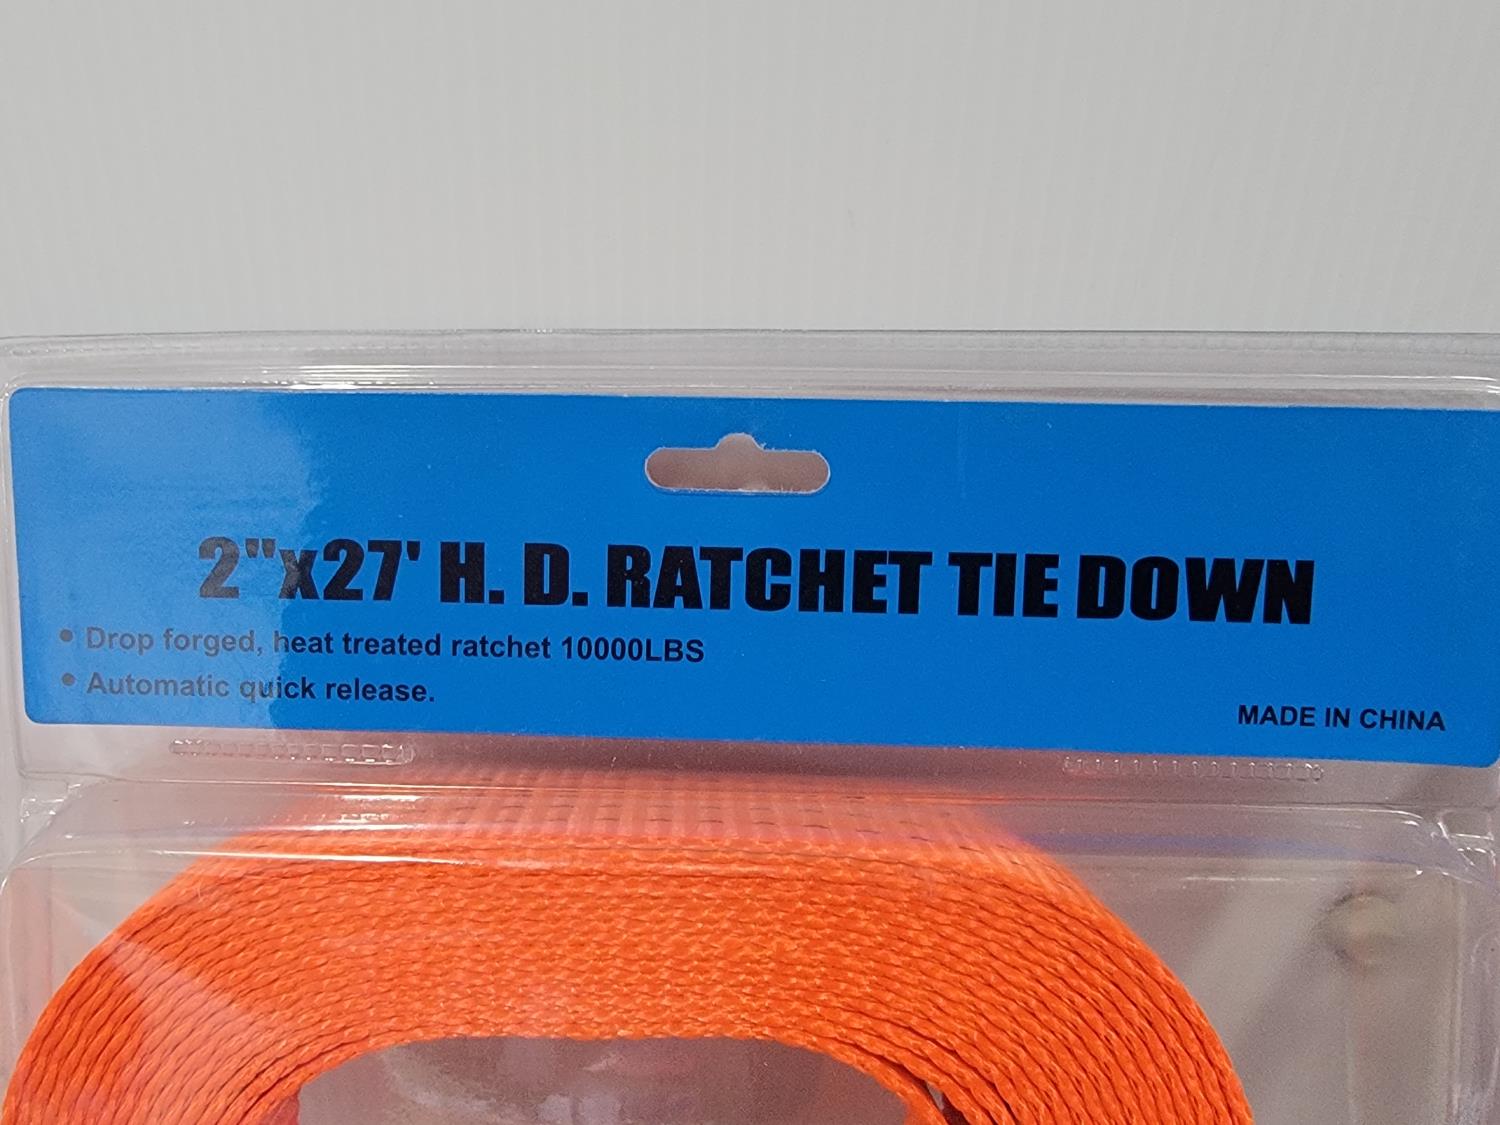 2"x27' H. D. RATCHET TIE DOWN
• Drop forged, heat treated ratchet 10000LBS
• Automatic quick release.
MADE IN CHINA